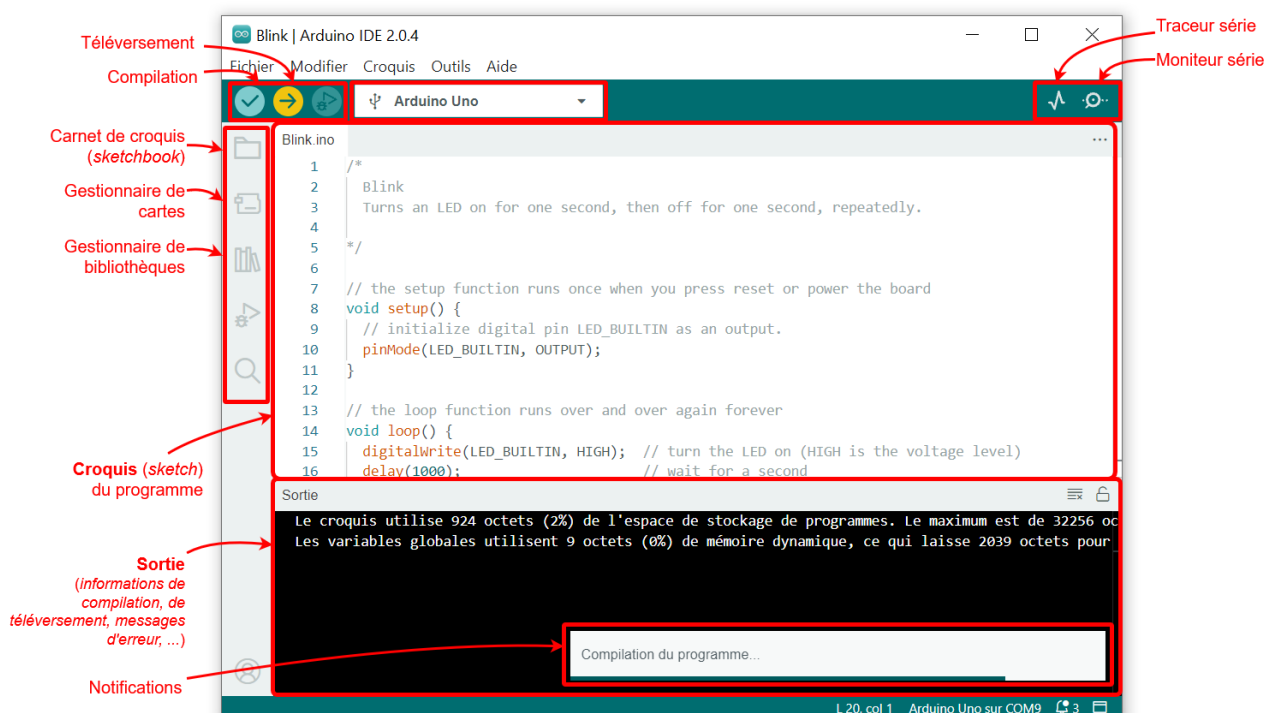 Blink | Arduino IDE 2.0.4
Traceur série
Moniteur série
Téléversement
Compilation
Fichier Modifier Croquis Outils Aide
Arduino Uno
Carnet de croquis
(sketchbook)
Gestionnaire de
cartes
Gestionnaire de
bibliothèques
Blink.ino
1 /*
2 Blink
3 Turns an LED on for one second, then off for one second, repeatedly.
4
5 */
6
7 // the setup function runs once when you press reset or power the board
8 void setup() {
9 // initialize digital pin LED_BUILTIN as an output.
10 pinMode(LED_BUILTIN, OUTPUT);
11 }
12
13 // the loop function runs over and over again forever
14 void loop() {
15 digitalWrite(LED_BUILTIN, HIGH); // turn the LED on (HIGH is the voltage level)
16 delay(1000); // wait for a second
Croquis (sketch)
du programme
Sortie
Le croquis utilise 924 octets (2%) de l'espace de stockage de programmes. Le maximum est de 32256 oc
Les variables globales utilisent 9 octets (0%) de mémoire dynamique, ce qui laisse 2039 octets pour
Sortie
(informations de
compilation, de
téléversement, messages
d'erreur, ...)
Compilation du programme...
Notifications
L 20, col 1 Arduino Uno sur COM9 3